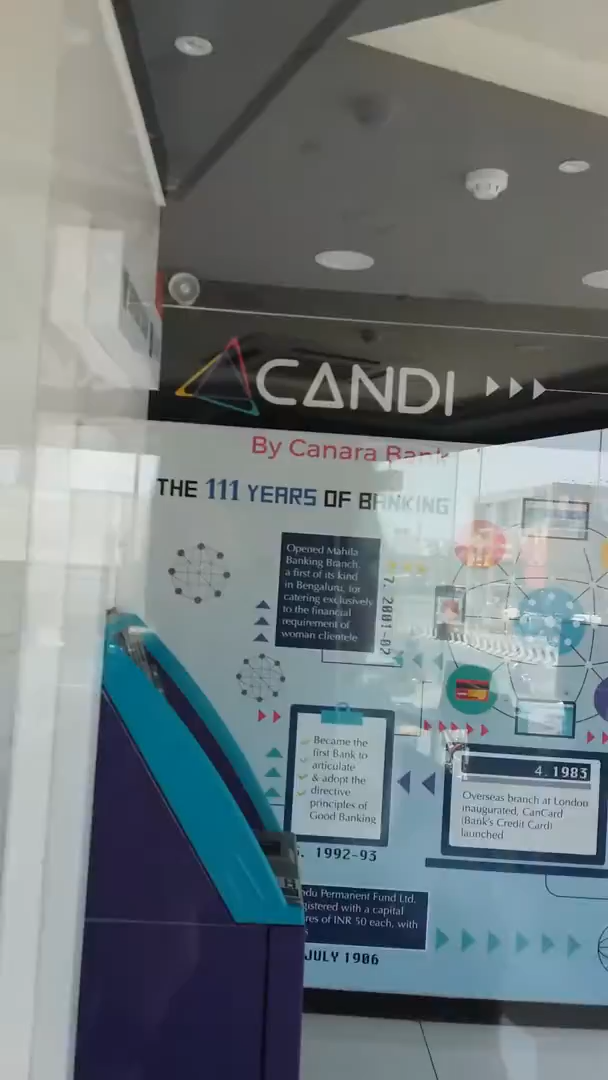 CANDI
By Canara Bank
THE 111 YEARS OF BANKING
Opened Mahila
Banking Branch,
a first of its kind
in Bengaluru, for
catering exclusively
to the financial
requirement of
woman clientele
7. 2001-02
Became the
first Bank to
articulate
& adopt the
directive
principles of
Good Banking
1992-93
4. 1983
Overseas branch at London
inaugurated, CanCard
(Bank's Credit Card)
launched
Permanent Fund Ltd.
with a capital
of INR 50 each, with
JULY 1906